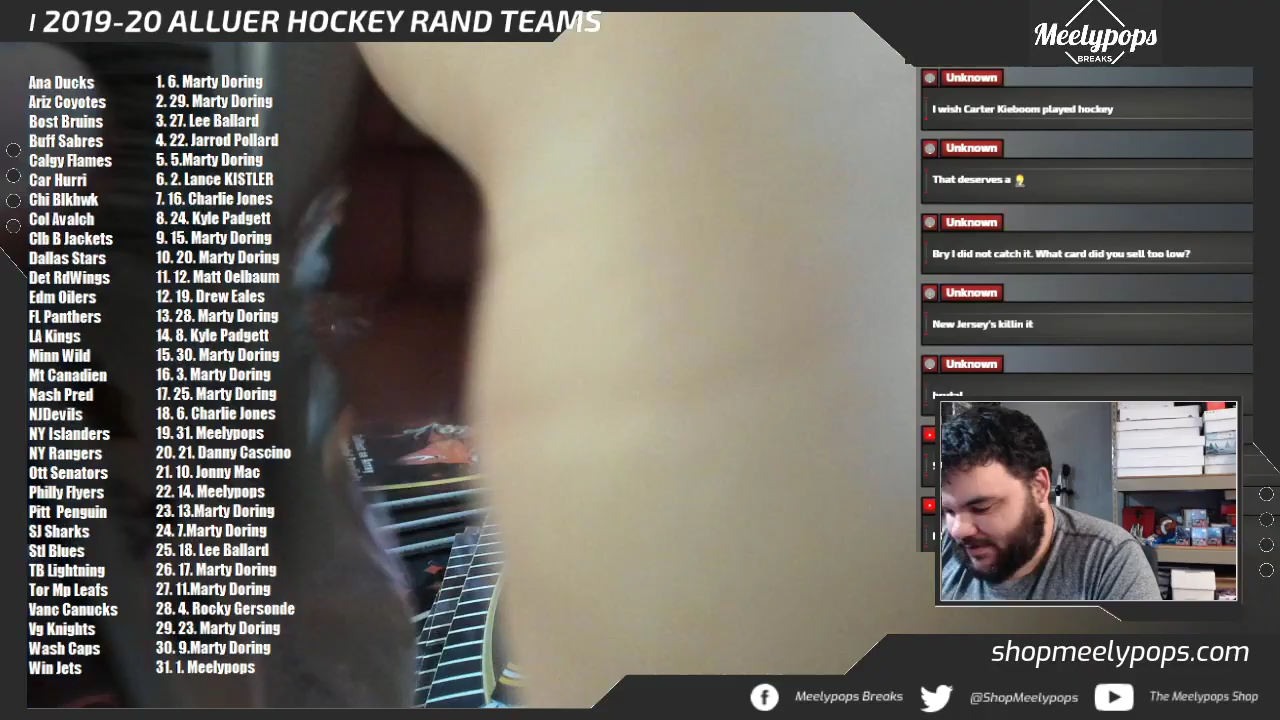 2019-20 ALLUER HOCKEY RAND TEAMS
Meelypops
BREAKS
Ana Ducks 1. 6. Marty Doring
Ariz Coyotes 2. 29. Marty Doring
Bost Bruins 3. 27. Lee Ballard
Buff Sabres 4. 22. Jarrod Pollard
Calgy Flames 5. 5.Marty Doring
Car Hurri 6. 2. Lance KISTLER
Chi Blkhwk 7. 16. Charlie Jones
Col Avalch 8. 24. Kyle Padgett
Clb B Jackets 9. 15. Marty Doring
Dallas Stars 10. 20. Marty Doring
Det RdWings 11. 12. Matt Oelbaum
Edm Oilers 12. 19. Drew Eales
FL Panthers 13. 28. Marty Doring
LA Kings 14. 8. Kyle Padgett
Minn Wild 15. 30. Marty Doring
Mt Canadien 16. 3. Marty Doring
Nash Pred 17. 25. Marty Doring
NJDevils 18. 6. Charlie Jones
NY Islanders 19. 31. Meelypops
NY Rangers 20. 21. Danny Cascino
Ott Senators 21. 10. Jonny Mac
Philly Flyers 22. 14. Meelypops
Pitt Penguin 23. 13.Marty Doring
SJ Sharks 24. 7.Marty Doring
Stl Blues 25. 18. Lee Ballard
TB Lightning 26. 17. Marty Doring
Tor Mp Leafs 27. 11.Marty Doring
Vanc Canucks 28. 4. Rocky Gersonde
Vg Knights 29. 23. Marty Doring
Wash Caps 30. 9.Marty Doring
Win Jets 31. 1. Meelypops
Unknown
I wish Carter Kieboom played hockey
Unknown
That deserves a
Unknown
Bry I did not catch it. What card did you sell too low?
Unknown
New Jersey's killin it
Unknown
shopmeelypops.com
Meelypops Breaks @ShopMeelypops The Meelypops Shop